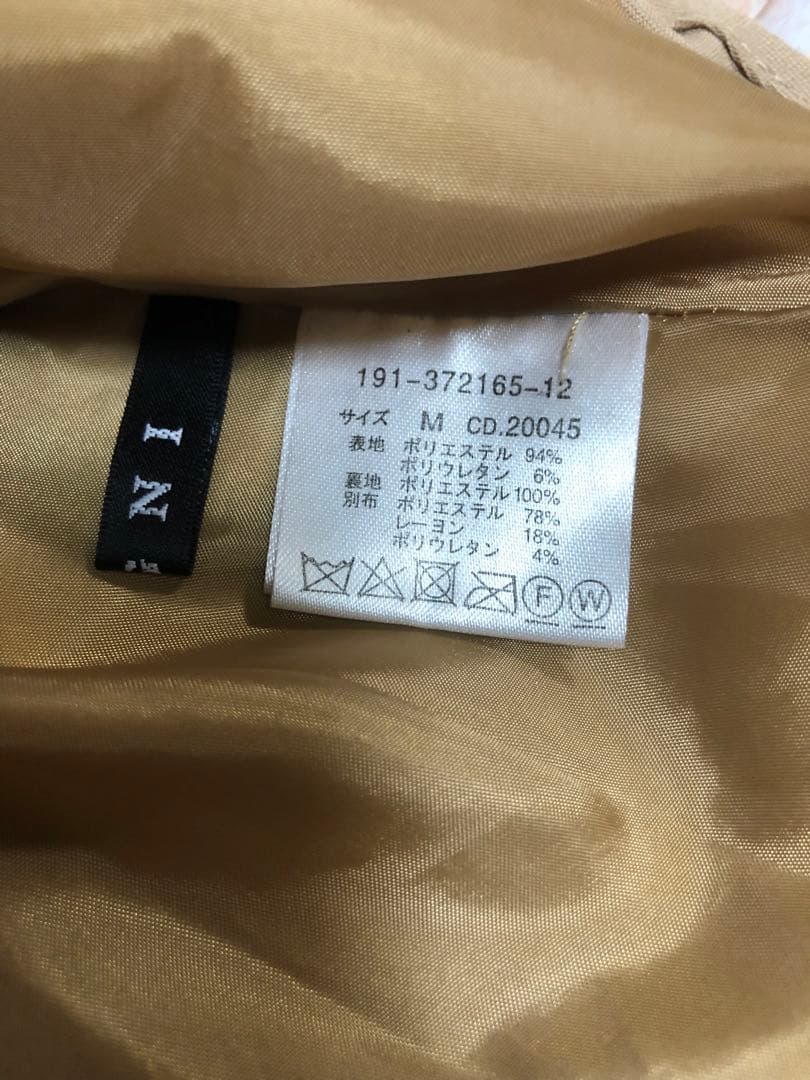 191-372165-12
サイズ M CD.20045
表地 ポリエステル 94%
ポリウレタン 6%
裏地 ポリエステル 100%
別布 ポリエステル 78%
レーヨン 18%
ポリウレタン 4%
F W
I N